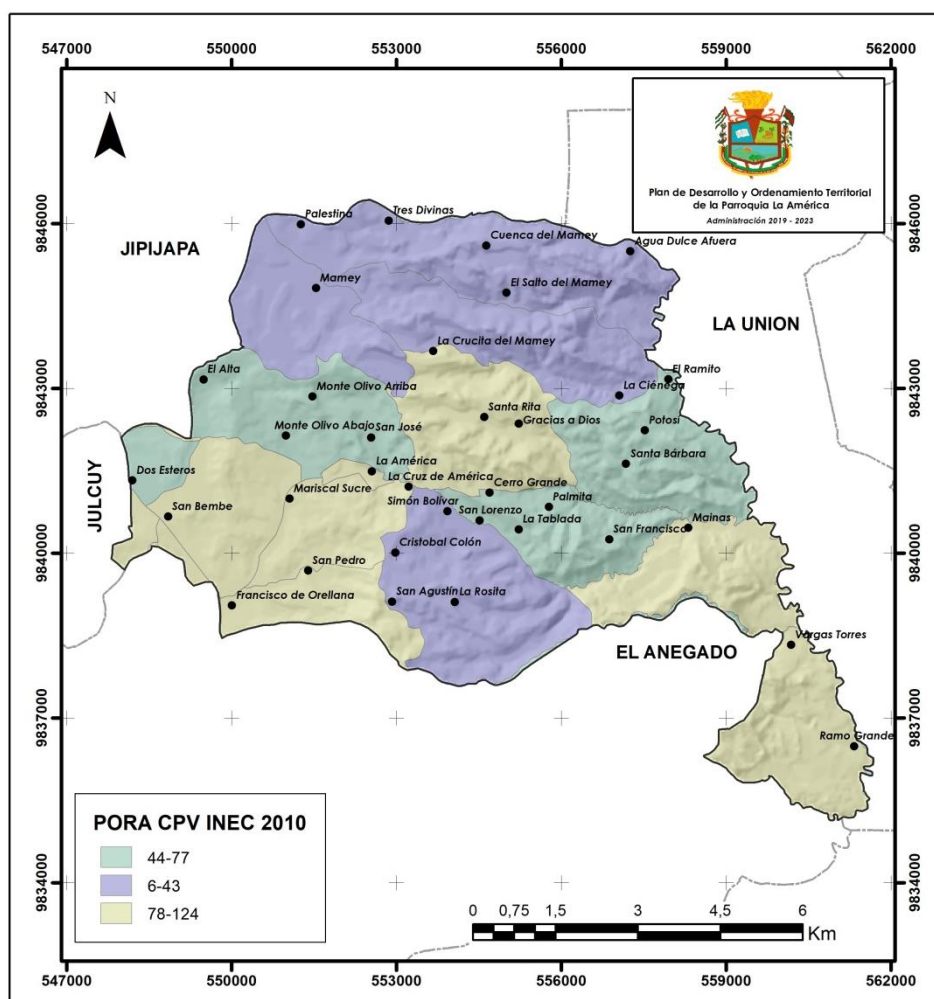 547000 550000 553000 556000 559000 562000
N
Plan de Desarrollo y Ordenamiento Territorial
de la Parroquia La América
Administración 2019 - 2023
9846000
9846000
Palestina
Tres Divinas
JIPIJAPA
Cuenca del Mamey
Agua Dulce Afuera
Mamey
El Salto del Mamey
LA UNION
La Crucita del Mamey
9843000
9843000
El Alta
El Ramito
Monte Olivo Arriba
La Ciénega
Santa Rita
Gracias a Dios
Potosí
Monte Olivo Abajo
San José
Santa Bárbara
Dos Esteros
La América
La Cruz de América
Cerro Grande
JULCUY
San Bembe
Mariscal Sucre
Simón Bolívar
San Lorenzo
Palmita
La Tablada
San Francisco
Mainas
9840000
9840000
Cristobal Colón
San Pedro
Francisco de Orellana
San Agustín
La Rosita
EL ANEGADO
Vargas Torres
9837000
9837000
Ramo Grande
PORA CPV INEC 2010
44-77
6-43
78-124
9834000
9834000
0 0,75 1,5 3 4,5 6
Km
547000 550000 553000 556000 559000 562000